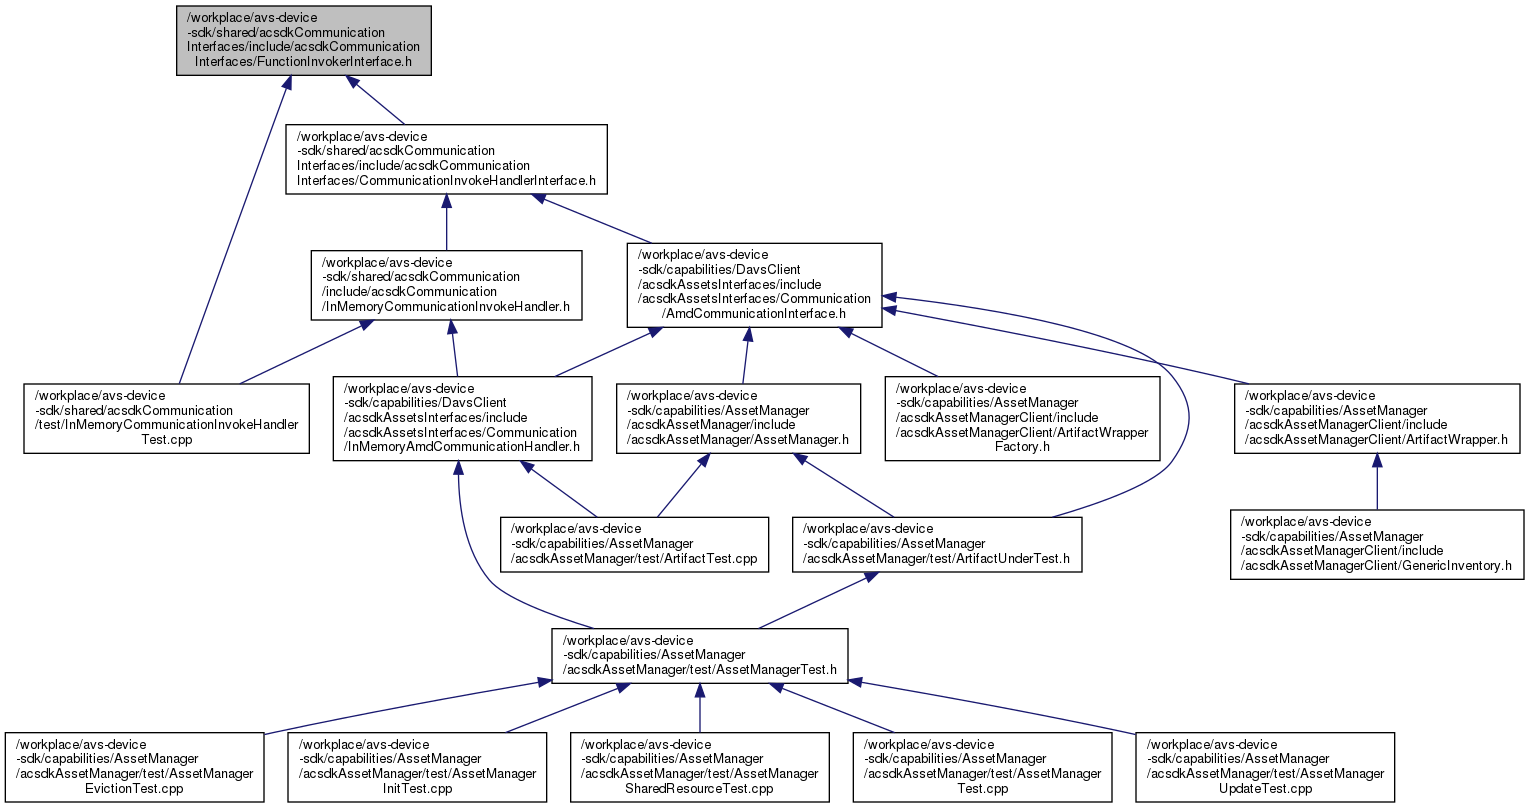 /workplace/avs-device
-sdk/shared/acsdkCommunication
Interfaces/include/acsdkCommunication
Interfaces/FunctionInvokerInterface.h
/workplace/avs-device
-sdk/shared/acsdkCommunication
Interfaces/include/acsdkCommunication
Interfaces/CommunicationInvokeHandlerInterface.h
/workplace/avs-device
-sdk/shared/acsdkCommunication
/include/acsdkCommunication
/InMemoryCommunicationInvokeHandler.h
/workplace/avs-device
-sdk/capabilities/DavsClient
/acsdkAssetsInterfaces/include
/acsdkAssetsInterfaces/Communication
/AmdCommunicationInterface.h
/workplace/avs-device
-sdk/shared/acsdkCommunication
/test/InMemoryCommunicationInvokeHandler
Test.cpp
/workplace/avs-device
-sdk/capabilities/DavsClient
/acsdkAssetsInterfaces/include
/acsdkAssetsInterfaces/Communication
/InMemoryAmdCommunicationHandler.h
/workplace/avs-device
-sdk/capabilities/AssetManager
/acsdkAssetManager/include
/acsdkAssetManager/AssetManager.h
/workplace/avs-device
-sdk/capabilities/AssetManager
/acsdkAssetManagerClient/include
/acsdkAssetManagerClient/ArtifactWrapper
Factory.h
/workplace/avs-device
-sdk/capabilities/AssetManager
/acsdkAssetManagerClient/include
/acsdkAssetManagerClient/ArtifactWrapper.h
/workplace/avs-device
-sdk/capabilities/AssetManager
/acsdkAssetManager/test/ArtifactTest.cpp
/workplace/avs-device
-sdk/capabilities/AssetManager
/acsdkAssetManager/test/ArtifactUnderTest.h
/workplace/avs-device
-sdk/capabilities/AssetManager
/acsdkAssetManagerClient/include
/acsdkAssetManagerClient/GenericInventory.h
/workplace/avs-device
-sdk/capabilities/AssetManager
/acsdkAssetManager/test/AssetManagerTest.h
/workplace/avs-device
-sdk/capabilities/AssetManager
/acsdkAssetManager/test/AssetManager
EvictionTest.cpp
/workplace/avs-device
-sdk/capabilities/AssetManager
/acsdkAssetManager/test/AssetManager
InitTest.cpp
/workplace/avs-device
-sdk/capabilities/AssetManager
/acsdkAssetManager/test/AssetManager
SharedResourceTest.cpp
/workplace/avs-device
-sdk/capabilities/AssetManager
/acsdkAssetManager/test/AssetManager
Test.cpp
/workplace/avs-device
-sdk/capabilities/AssetManager
/acsdkAssetManager/test/AssetManager
UpdateTest.cpp